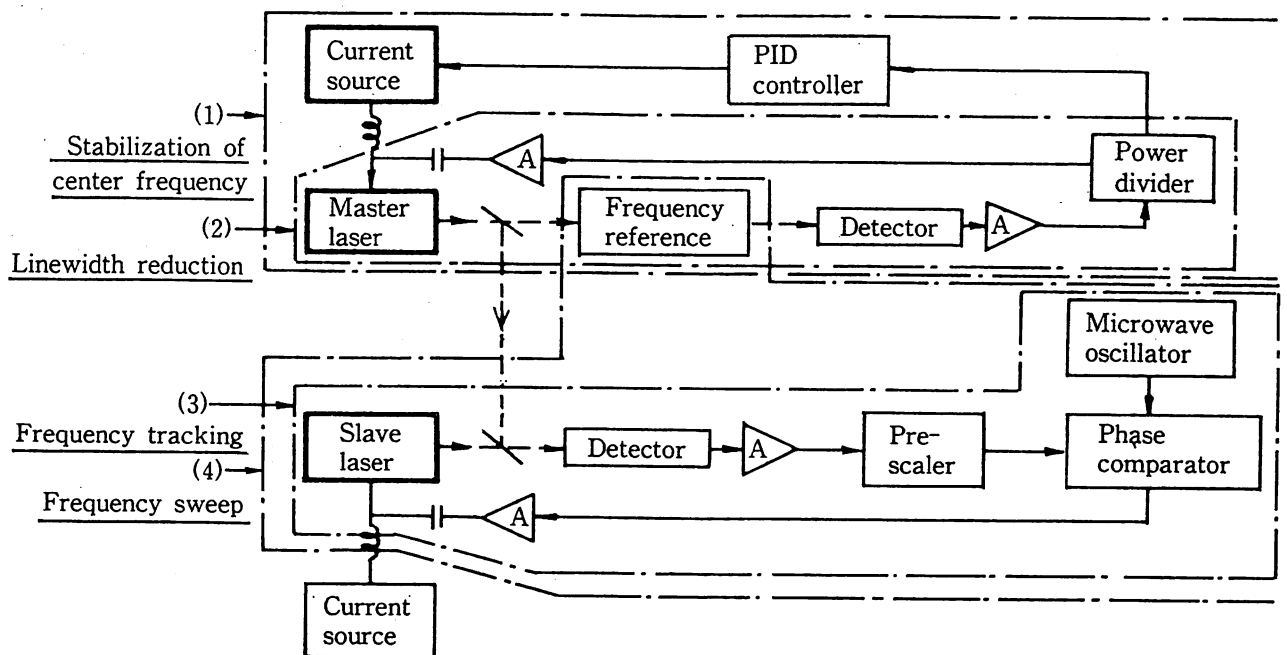 Current
source
PID
controller
(1)
Stabilization of
center frequency
A
Power
divider
Master
laser
Frequency
reference
Detector
A
(2)
Linewidth reduction
Microwave
oscillator
(3)
Frequency tracking
Slave
laser
Detector
A
Pre-
scaler
Phase
comparator
(4)
Frequency sweep
A
Current
source